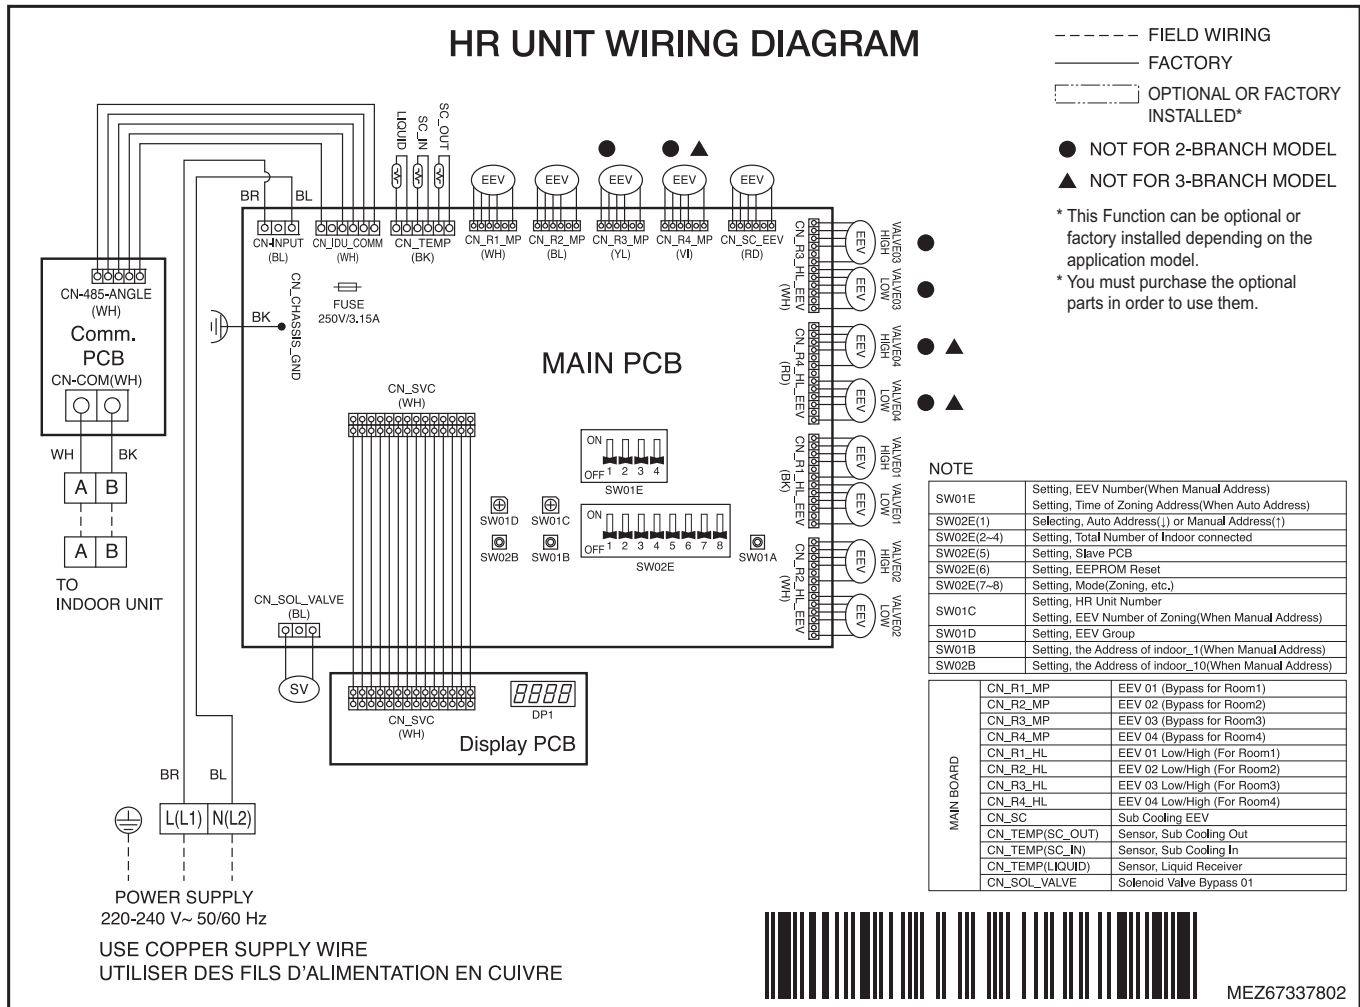 HR UNIT WIRING DIAGRAM
FIELD WIRING
FACTORY
OPTIONAL OR FACTORY
INSTALLED*
NOT FOR 2-BRANCH MODEL
NOT FOR 3-BRANCH MODEL
* This Function can be optional or
factory installed depending on the
application model.
* You must purchase the optional
parts in order to use them.
LIQUID
SC_IN
SC_OUT
EEV
EEV
EEV
EEV
EEV
BR
BL
CN-INPUT
(BL)
CN_IDU_COMM
(WH)
CN_TEMP
(BK)
CN_R1_MP
(WH)
CN_R2_MP
(BL)
CN_R3_MP
(YL)
CN_R4_MP
(VI)
CN_SC_EEV
(RD)
CN_R3_HL_EEV
(WH)
EEV
VALVE03
HIGH
EEV
VALVE03
LOW
CN_R4_HL_EEV
(RD)
EEV
VALVE04
HIGH
EEV
VALVE04
LOW
CN_R1_HL_EEV
(BK)
EEV
VALVE01
HIGH
EEV
VALVE01
LOW
CN_R2_HL_EEV
(WH)
EEV
VALVE02
HIGH
EEV
VALVE02
LOW
CN-485-ANGLE
(WH)
Comm.
PCB
CN-COM(WH)
WH
BK
A B
A B
TO
INDOOR UNIT
BK
CN_CHASSIS_GND
FUSE
250V/3.15A
MAIN PCB
CN_SVC
(WH)
ON
OFF 1 2 3 4
SW01E
SW01D
SW01C
SW02B
SW01B
ON
OFF 1 2 3 4 5 6 7 8
SW02E
SW01A
CN_SOL_VALVE
(BL)
SV
CN_SVC
(WH)
8888
DP1
Display PCB
BR
BL
L(L1) N(L2)
POWER SUPPLY
220-240 V~ 50/60 Hz
USE COPPER SUPPLY WIRE
UTILISER DES FILS D'ALIMENTATION EN CUIVRE
NOTE
SW01E Setting, EEV Number(When Manual Address)
Setting, Time of Zoning Address(When Auto Address)
SW02E(1) Selecting, Auto Address(↓) or Manual Address(↑)
SW02E(2~4) Setting, Total Number of Indoor connected
SW02E(5) Setting, Slave PCB
SW02E(6) Setting, EEPROM Reset
SW02E(7~8) Setting, Mode(Zoning, etc.)
SW01C Setting, HR Unit Number
Setting, EEV Number of Zoning(When Manual Address)
SW01D Setting, EEV Group
SW01B Setting, the Address of indoor_1(When Manual Address)
SW02B Setting, the Address of indoor_10(When Manual Address)
MAIN BOARD
CN_R1_MP EEV 01 (Bypass for Room1)
CN_R2_MP EEV 02 (Bypass for Room2)
CN_R3_MP EEV 03 (Bypass for Room3)
CN_R4_MP EEV 04 (Bypass for Room4)
CN_R1_HL EEV 01 Low/High (For Room1)
CN_R2_HL EEV 02 Low/High (For Room2)
CN_R3_HL EEV 03 Low/High (For Room3)
CN_R4_HL EEV 04 Low/High (For Room4)
CN_SC Sub Cooling EEV
CN_TEMP(SC_OUT) Sensor, Sub Cooling Out
CN_TEMP(SC_IN) Sensor, Sub Cooling In
CN_TEMP(LIQUID) Sensor, Liquid Receiver
CN_SOL_VALVE Solenoid Valve Bypass 01
MEZ67337802